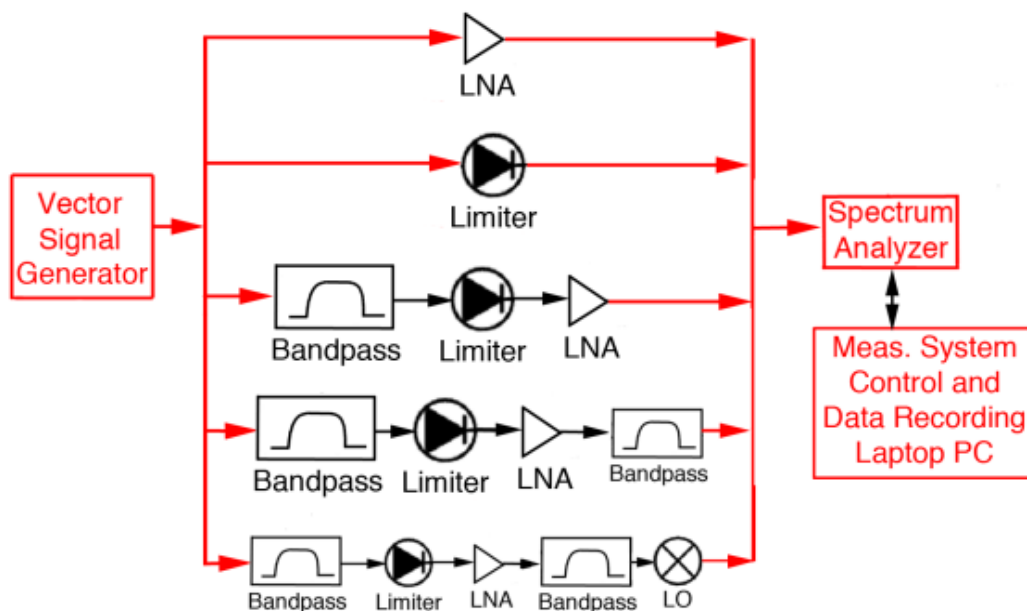 LNA
Limiter
Vector
Signal
Generator
Spectrum
Analyzer
Bandpass
Limiter
LNA
Meas. System
Control and
Data Recording
Laptop PC
Bandpass
Limiter
LNA
Bandpass
Bandpass
Limiter
LNA
Bandpass
LO